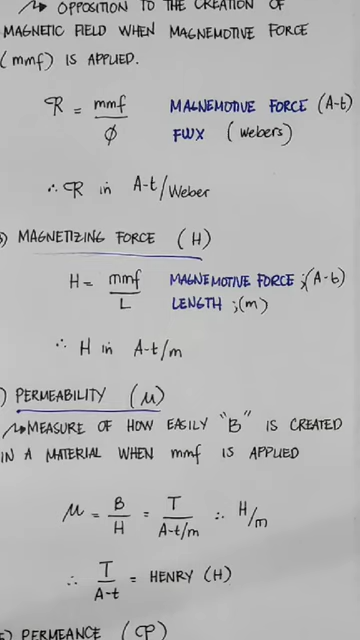 OPPOSITION TO THE CREATION OF
MAGNETIC FIELD WHEN MAGNEMOTIVE FORCE
(mmf) IS APPLIED.
R = mmf/Φ MAGNEMOTIVE FORCE (A-t)
FLUX (Webers)
∴ R in A-t/Weber
) MAGNETIZING FORCE (H)
H = mmf/L MAGNEMOTIVE FORCE ;(A-t)
LENGTH ;(m)
∴ H in A-t/m
) PERMEABILITY (μ)
MEASURE OF HOW EASILY "B" IS CREATED
IN A MATERIAL WHEN mmf IS APPLIED
μ = B/H = T/A-t/m ∴ H/m
∴ T/A-t = HENRY (H)
) PERMEANCE (P)